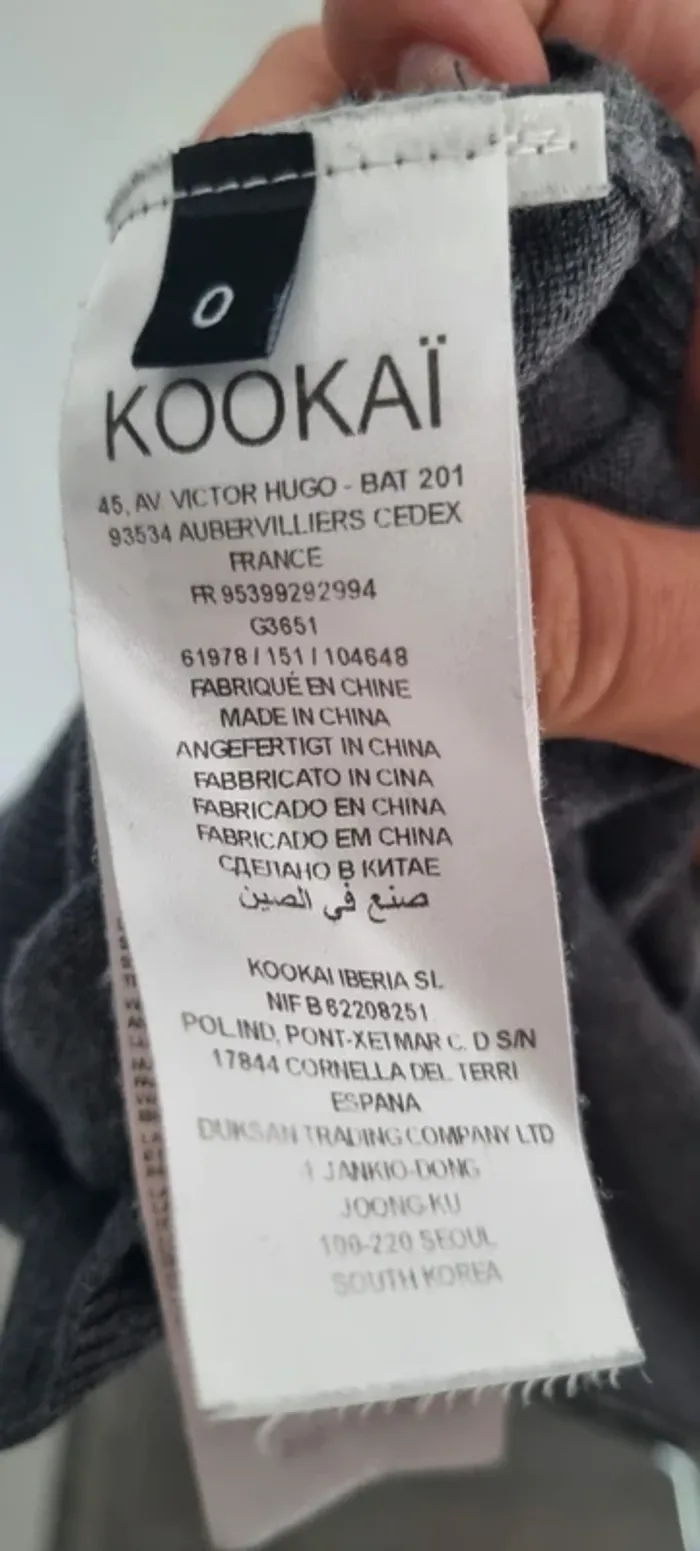 0
KOOKAÏ
45, AV VICTOR HUGO - BAT 201
93534 AUBERVILLIERS CEDEX
FRANCE
FR 95399292994
G3651
61978 / 151 / 104648
FABRIQUÉ EN CHINE
MADE IN CHINA
ANGEFERTIGT IN CHINA
FABBRICATO IN CINA
FABRICADO EN CHINA
FABRICADO EM CHINA
СДЕЛАНО В КИТАЕ
صنع في الصين
KOOKAI IBERIA SL
NIF B 62208251
POL.IND, PONT-XETMAR C. D S/N
17844 CORNELLA DEL TERRI
ESPANA
DUKSAN TRADING COMPANY LTD
1 JANKIO-DONG
JOONG-KU
100-220 SEOUL
SOUTH KOREA